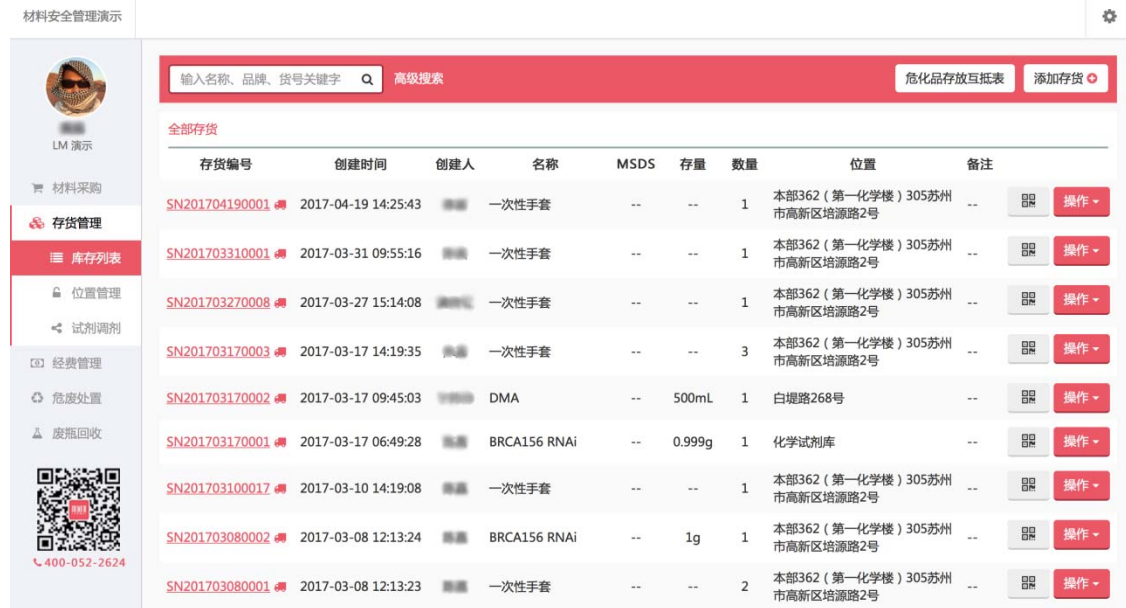 材料安全管理演示
LM 演示
材料采购
存货管理
库存列表
位置管理
试剂调剂
经费管理
危废处置
废瓶回收
400-052-2624
输入名称、品牌、货号关键字 高级搜索 危化品存放互抵表 添加存货
全部存货
存货编号 创建时间 创建人 名称 MSDS 存量 数量 位置 备注
SN201704190001 2017-04-19 14:25:43 一次性手套 -- -- 1 本部362（第一化学楼）305苏州 -- 操作
市高新区培源路2号
SN201703310001 2017-03-31 09:55:16 一次性手套 -- -- 1 本部362（第一化学楼）305苏州 -- 操作
市高新区培源路2号
SN201703270008 2017-03-27 15:14:08 一次性手套 -- -- 1 本部362（第一化学楼）305苏州 -- 操作
市高新区培源路2号
SN201703170003 2017-03-17 14:19:35 一次性手套 -- -- 3 本部362（第一化学楼）305苏州 -- 操作
市高新区培源路2号
SN201703170002 2017-03-17 09:45:03 DMA -- 500mL 1 白堤路268号 -- 操作
SN201703170001 2017-03-17 06:49:28 BRCA156 RNAi -- 0.999g 1 化学试剂库 -- 操作
SN201703100017 2017-03-10 14:19:08 一次性手套 -- -- 1 本部362（第一化学楼）305苏州 -- 操作
市高新区培源路2号
SN201703080002 2017-03-08 12:13:24 BRCA156 RNAi -- 1g 1 本部362（第一化学楼）305苏州 -- 操作
市高新区培源路2号
SN201703080001 2017-03-08 12:13:23 一次性手套 -- -- 2 本部362（第一化学楼）305苏州 -- 操作
市高新区培源路2号